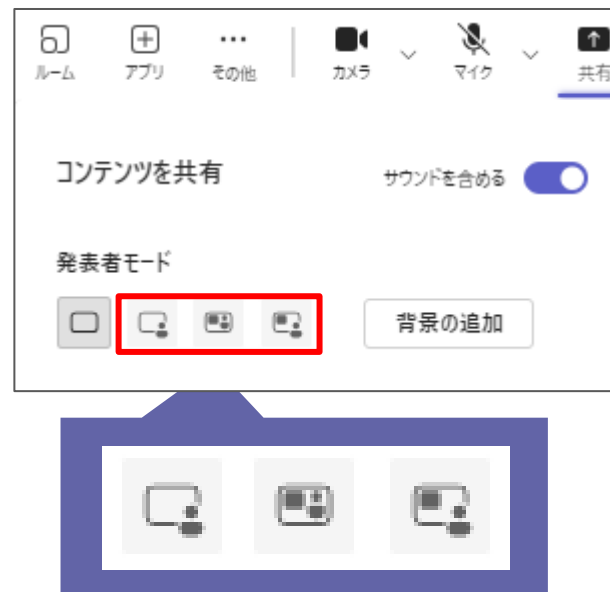 ルーム アプリ その他 カメラ マイク 共有
コンテンツを共有 サウンドを含める
発表者モード
背景の追加